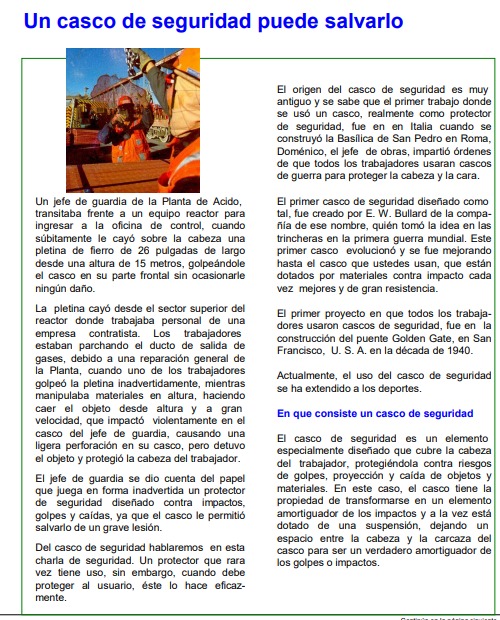 Un casco de seguridad puede salvarlo
Un jefe de guardia de la Planta de Acido,
transitaba frente a un equipo reactor para
ingresar a la oficina de control, cuando
súbitamente le cayó sobre la cabeza una
pletina de fierro de 26 pulgadas de largo
desde una altura de 15 metros, golpeándole
el casco en su parte frontal sin ocasionarle
ningún daño.
La pletina cayó desde el sector superior del
reactor donde trabajaba personal de una
empresa contratista. Los trabajadores
estaban parchando el ducto de salida de
gases, debido a una reparación general de
la Planta, cuando uno de los trabajadores
golpeó la pletina inadvertidamente, mientras
manipulaba materiales en altura, haciendo
caer el objeto desde altura y a gran
velocidad, que impactó violentamente en el
casco del jefe de guardia, causando una
ligera perforación en su casco, pero detuvo
el objeto y protegió la cabeza del trabajador.
El jefe de guardia se dio cuenta del papel
que juega en forma inadvertida un protector
de seguridad diseñado contra impactos,
golpes y caídas, ya que el casco le permitió
salvarlo de un grave lesión.
Del casco de seguridad hablaremos en esta
charla de seguridad. Un protector que rara
vez tiene uso, sin embargo, cuando debe
proteger al usuario, éste lo hace eficaz-
mente.
El origen del casco de seguridad es muy
antiguo y se sabe que el primer trabajo donde
se usó un casco, realmente como protector
de seguridad, fue en en Italia cuando se
construyó la Basílica de San Pedro en Roma,
Doménico, el jefe de obras, impartió órdenes
de que todos los trabajadores usaran cascos
de guerra para proteger la cabeza y la cara.
El primer casco de seguridad diseñado como
tal, fue creado por E. W. Bullard de la compa-
ñía de ese nombre, quién tomó la idea en las
trincheras en la primera guerra mundial. Este
primer casco evolucionó y se fue mejorando
hasta el casco que ustedes usan, que están
dotados por materiales contra impacto cada
vez mejores y de gran resistencia.
El primer proyecto en que todos los trabaja-
dores usaron cascos de seguridad, fue en la
construcción del puente Golden Gate, en San
Francisco, U. S. A. en la década de 1940.
Actualmente, el uso del casco de seguridad
se ha extendido a los deportes.
En que consiste un casco de seguridad
El casco de seguridad es un elemento
especialmente diseñado que cubre la cabeza
del trabajador, protegiéndola contra riesgos
de golpes, proyección y caída de objetos y
materiales. En este caso, el casco tiene la
propiedad de transformarse en un elemento
amortiguador de los impactos y a la vez está
dotado de una suspensión, dejando un
espacio entre la cabeza y la carcaza del
casco para ser un verdadero amortiguador de
los golpes o impactos.